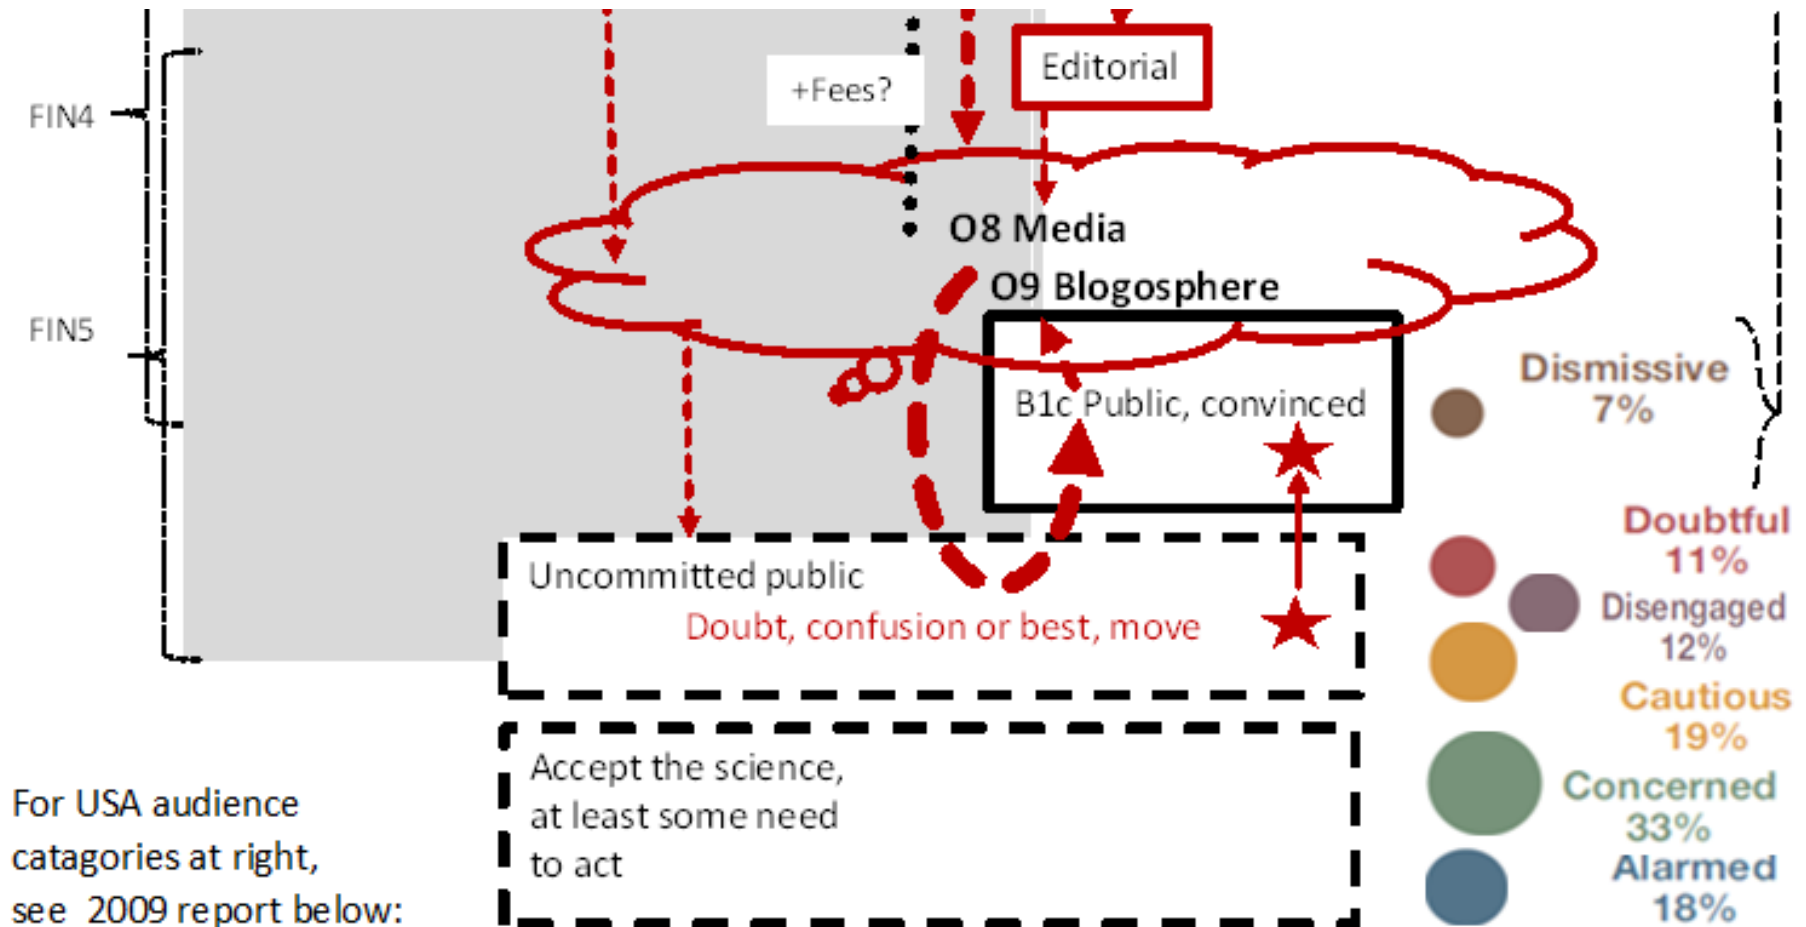 Editorial
+Fees?
FIN4
O8 Media
O9 Blogosphere
FIN5
Dismissive
7%
B1c Public, convinced
Doubtful
11%
Uncommitted public
Disengaged
12%
Doubt, confusion or best, move
Cautious
19%
Accept the science,
at least some need
to act
Concerned
33%
Alarmed
18%
For USA audience
catagories at right,
see  2009 report below: